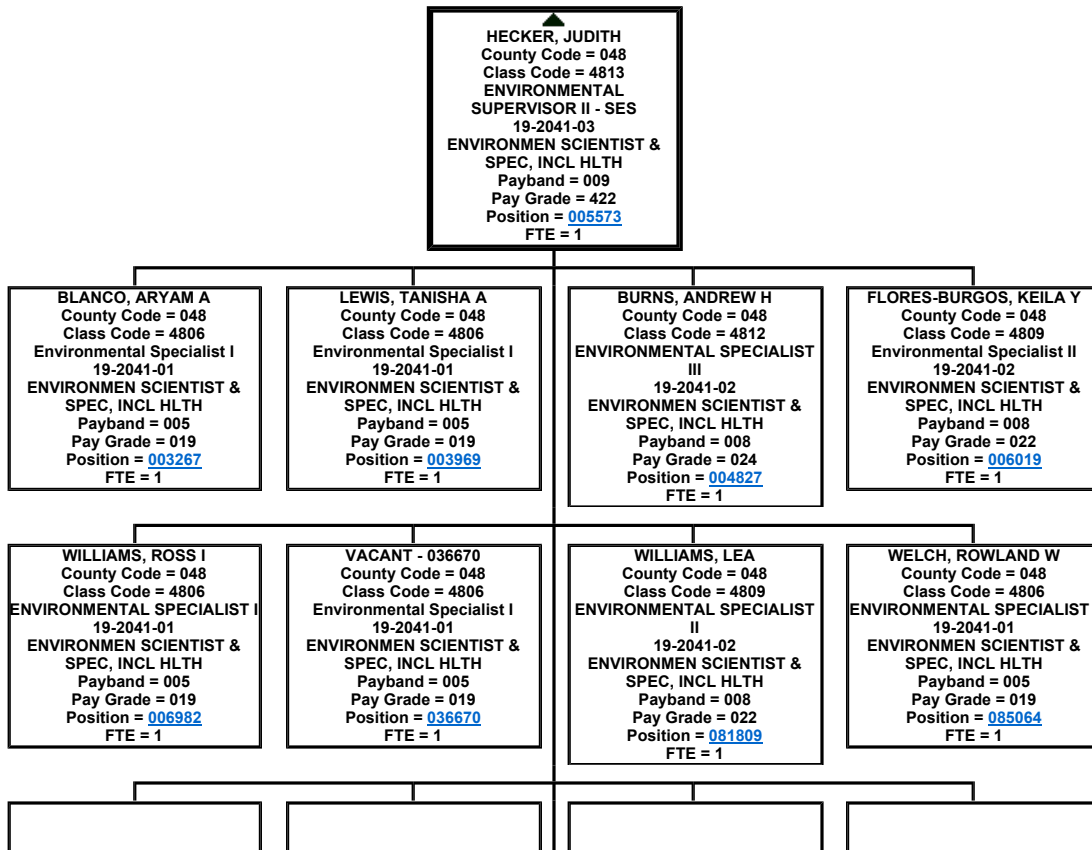 HECKER, JUDITH
County Code = 048
Class Code = 4813
ENVIRONMENTAL
SUPERVISOR II - SES
19-2041-03
ENVIRONMEN SCIENTIST &
SPEC, INCL HLTH
Payband = 009
Pay Grade = 422
Position = 005573
FTE = 1
BLANCO, ARYAM A
County Code = 048
Class Code = 4806
Environmental Specialist I
19-2041-01
ENVIRONMEN SCIENTIST &
SPEC, INCL HLTH
Payband = 005
Pay Grade = 019
Position = 003267
FTE = 1
LEWIS, TANISHA A
County Code = 048
Class Code = 4806
Environmental Specialist I
19-2041-01
ENVIRONMEN SCIENTIST &
SPEC, INCL HLTH
Payband = 005
Pay Grade = 019
Position = 003969
FTE = 1
BURNS, ANDREW H
County Code = 048
Class Code = 4812
ENVIRONMENTAL SPECIALIST
III
19-2041-02
ENVIRONMEN SCIENTIST &
SPEC, INCL HLTH
Payband = 008
Pay Grade = 024
Position = 004827
FTE = 1
FLORES-BURGOS, KEILA Y
County Code = 048
Class Code = 4809
Environmental Specialist II
19-2041-02
ENVIRONMEN SCIENTIST &
SPEC, INCL HLTH
Payband = 008
Pay Grade = 022
Position = 006019
FTE = 1
WILLIAMS, ROSS I
County Code = 048
Class Code = 4806
ENVIRONMENTAL SPECIALIST I
19-2041-01
ENVIRONMEN SCIENTIST &
SPEC, INCL HLTH
Payband = 005
Pay Grade = 019
Position = 006982
FTE = 1
VACANT - 036670
County Code = 048
Class Code = 4806
Environmental Specialist I
19-2041-01
ENVIRONMEN SCIENTIST &
SPEC, INCL HLTH
Payband = 005
Pay Grade = 019
Position = 036670
FTE = 1
WILLIAMS, LEA
County Code = 048
Class Code = 4809
ENVIRONMENTAL SPECIALIST
II
19-2041-02
ENVIRONMEN SCIENTIST &
SPEC, INCL HLTH
Payband = 008
Pay Grade = 022
Position = 081809
FTE = 1
WELCH, ROWLAND W
County Code = 048
Class Code = 4806
ENVIRONMENTAL SPECIALIST
19-2041-01
ENVIRONMEN SCIENTIST &
SPEC, INCL HLTH
Payband = 005
Pay Grade = 019
Position = 085064
FTE = 1